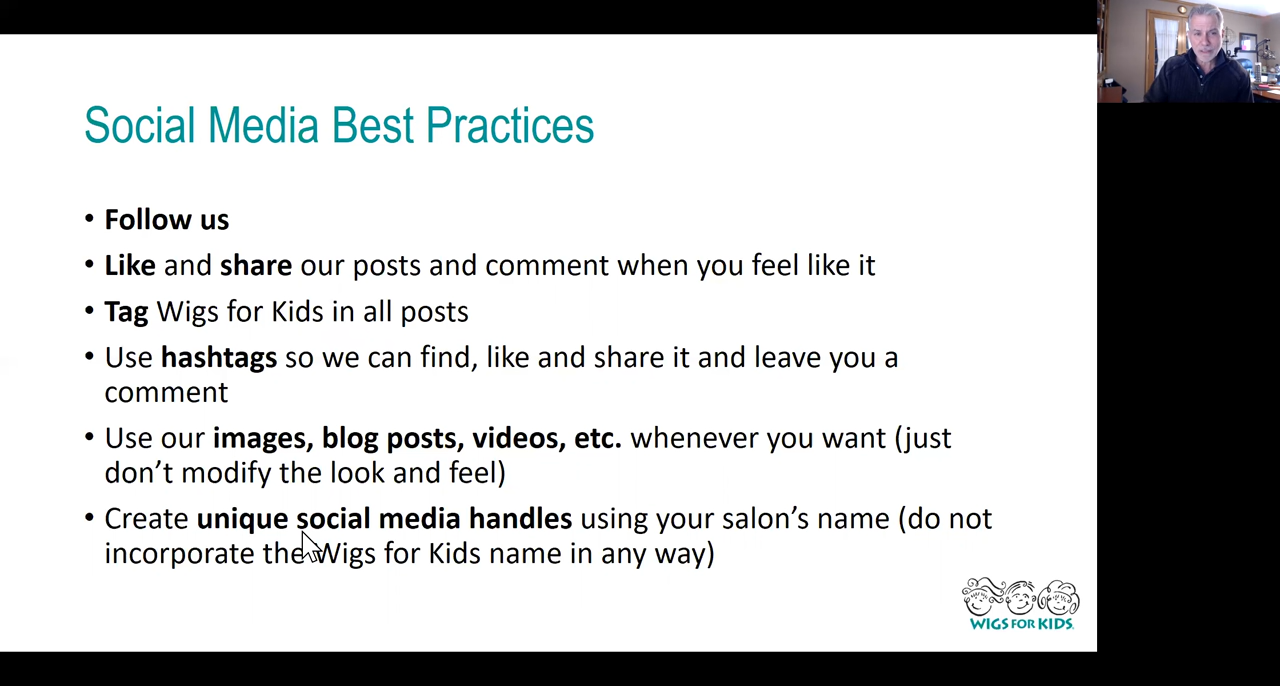 Social Media Best Practices
• Follow us
• Like and share our posts and comment when you feel like it
• Tag Wigs for Kids in all posts
• Use hashtags so we can find, like and share it and leave you a
comment
• Use our images, blog posts, videos, etc. whenever you want (just
don’t modify the look and feel)
• Create unique social media handles using your salon’s name (do not
incorporate the Wigs for Kids name in any way)
WIGS FOR KIDS